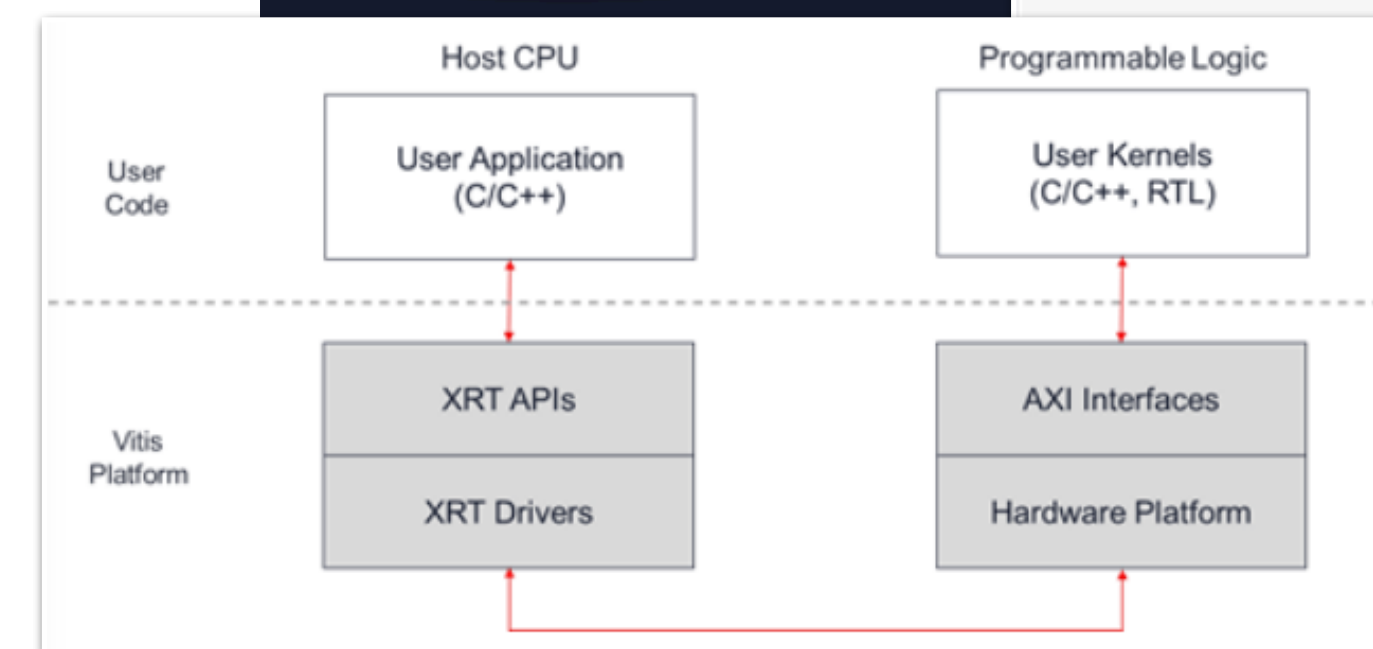 Host CPU
Programmable Logic
User Application
(C/C++)
User Kernels
(C/C++, RTL)
User
Code
XRT APIs
AXI Interfaces
Vitis
Platform
XRT Drivers
Hardware Platform